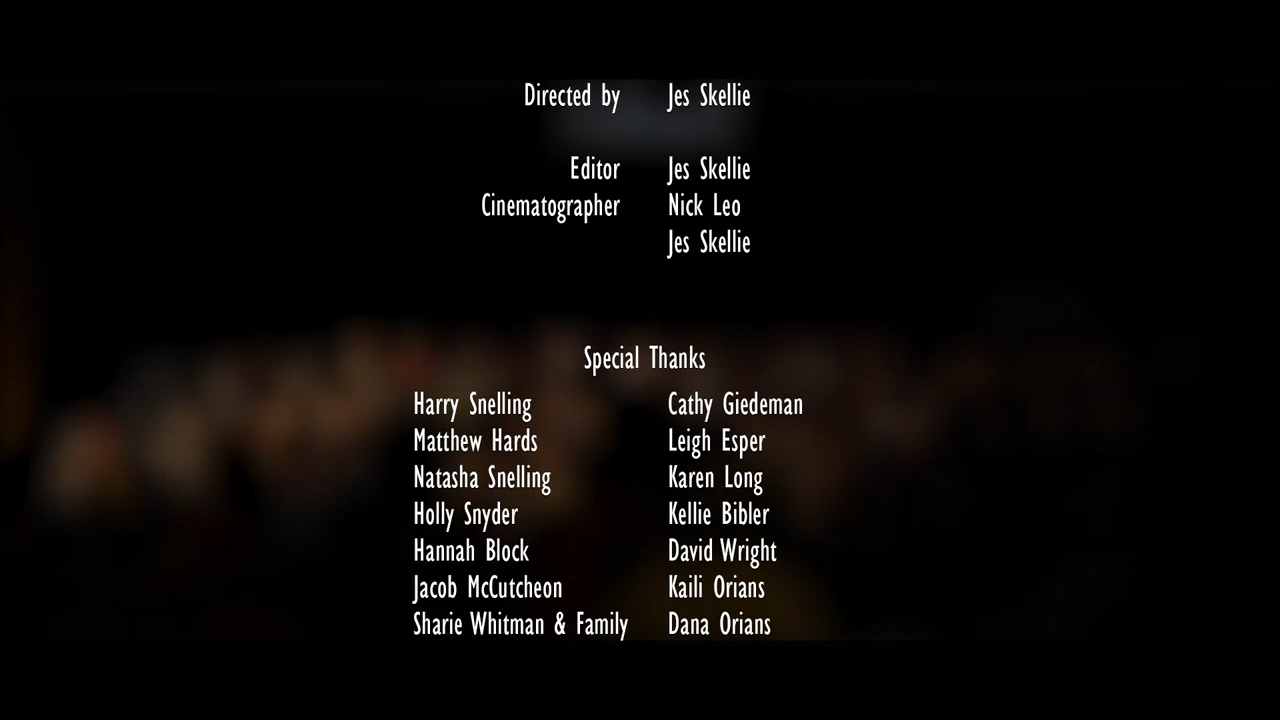 Directed by Jes Skellie
Editor Jes Skellie
Cinematographer Nick Leo
Jes Skellie
Special Thanks
Harry Snelling Cathy Giedeman
Matthew Hards Leigh Esper
Natasha Snelling Karen Long
Holly Snyder Kellie Bibler
Hannah Block David Wright
Jacob McCutcheon Kaili Orians
Sharie Whitman & Family Dana Orians